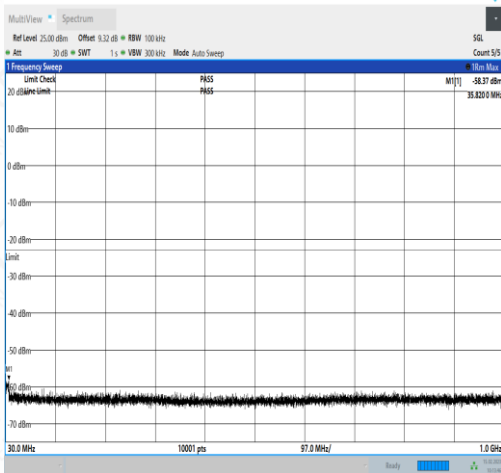 MultiView Spectrum
Ref Level 25.00 dBm Offset 9.32 dB RBW 100 kHz SGL
Att 30 dB SWT 1 s VBW 300 kHz Mode Auto Sweep Count 5/5
1 Frequency Sweep 1Rm Max
Limit Check PASS M1[1] -58.37 dBm
20 dBm Line Limit PASS 35.820 0 MHz
10 dBm
0 dBm
-10 dBm
-20 dBm
Limit
-30 dBm
-40 dBm
-50 dBm
M1
-60 dBm
-70 dBm
30.0 MHz 10001 pts 97.0 MHz/ 1.0 GHz
Ready